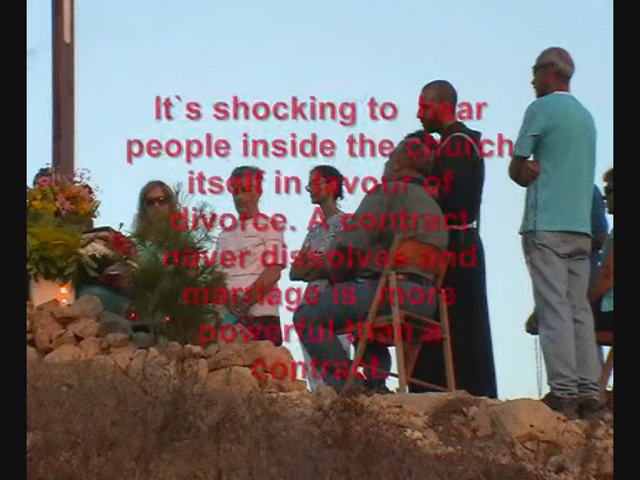 It`s shocking to hear
people inside the church
itself in favour of
divorce. A contract
never dissolves and
marriage is more
powerful than a
contract.